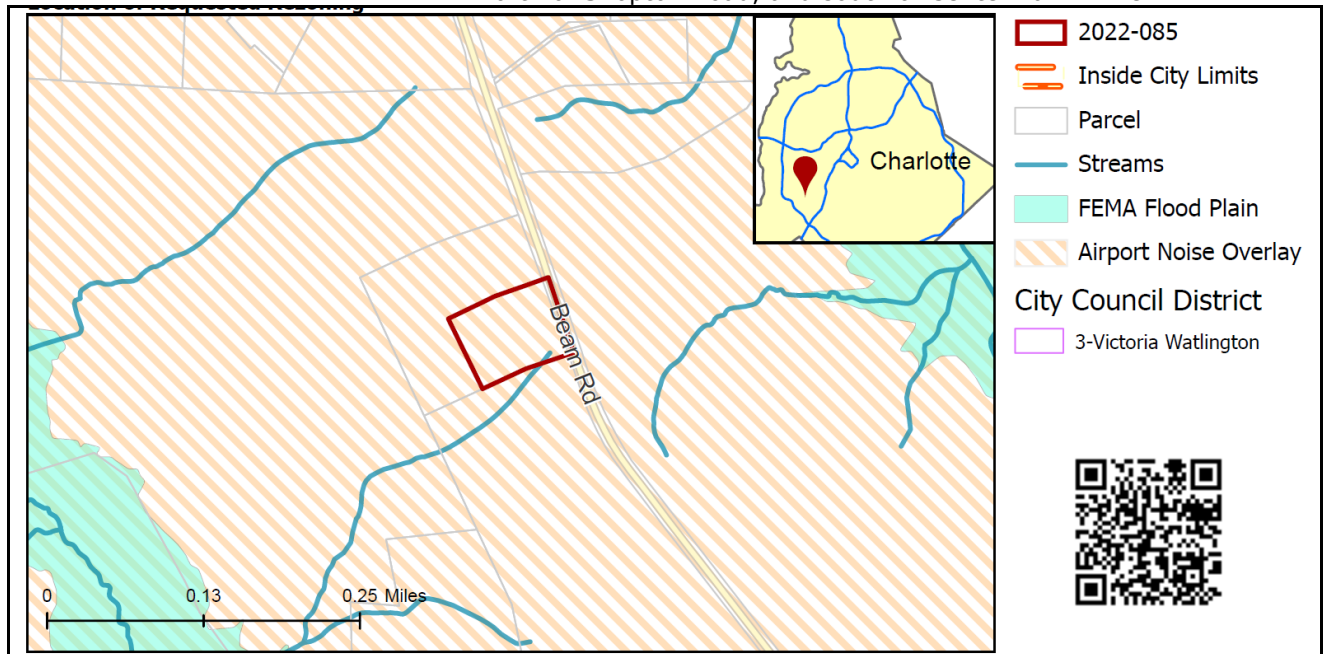 2022-085
Inside City Limits
Parcel
Streams
FEMA Flood Plain
Airport Noise Overlay
City Council District
3-Victoria Watlington
Charlotte
Beam Rd
0 0.13 0.25 Miles